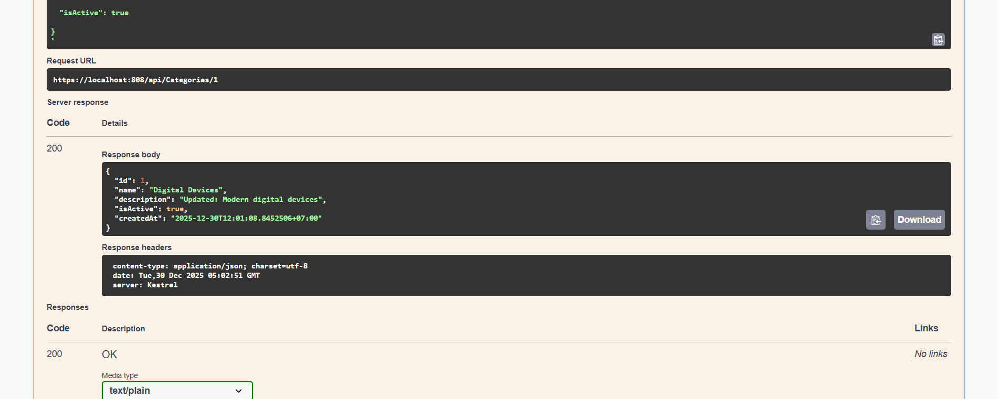 "isActive": true
}
'
Request URL
https://localhost:808/api/Categories/1
Server response
Code Details
200
Response body
{
"id": 1,
"name": "Digital Devices",
"description": "Updated: Modern digital devices",
"isActive": true,
"createdAt": "2025-12-30T12:01:08.8452506+07:00"
}
Download
Response headers
content-type: application/json; charset=utf-8
date: Tue,30 Dec 2025 05:02:51 GMT
server: Kestrel
Responses
Code Description Links
200 OK No links
Media type
text/plain